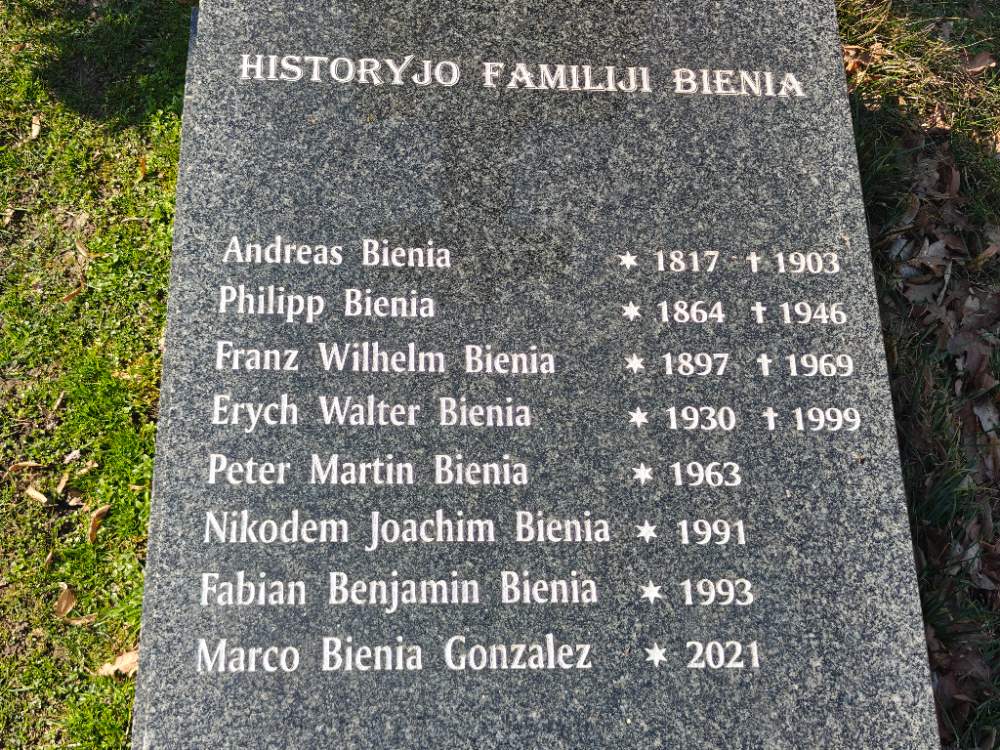 HISTORYJO FAMILIJI BIENIA
Andreas Bienia * 1817 † 1903
Philipp Bienia * 1864 † 1946
Franz Wilhelm Bienia * 1897 † 1969
Erych Walter Bienia * 1930 † 1999
Peter Martin Bienia * 1963
Nikodem Joachim Bienia * 1991
Fabian Benjamin Bienia * 1993
Marco Bienia Gonzalez * 2021